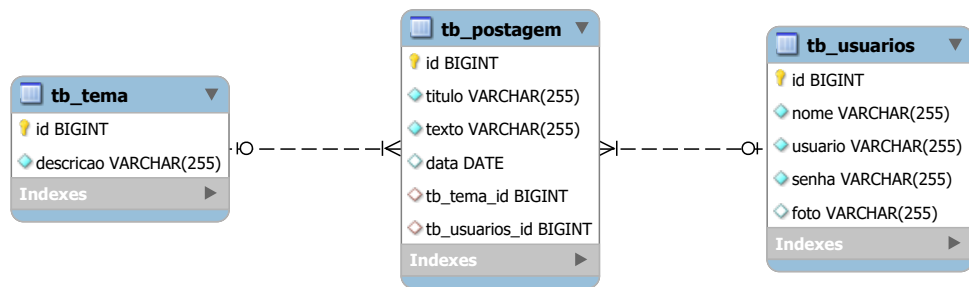 tb_tema
id BIGINT
descricao VARCHAR(255)
Indexes
tb_postagem
id BIGINT
titulo VARCHAR(255)
texto VARCHAR(255)
data DATE
tb_tema_id BIGINT
tb_usuarios_id BIGINT
Indexes
tb_usuarios
id BIGINT
nome VARCHAR(255)
usuario VARCHAR(255)
senha VARCHAR(255)
foto VARCHAR(255)
Indexes